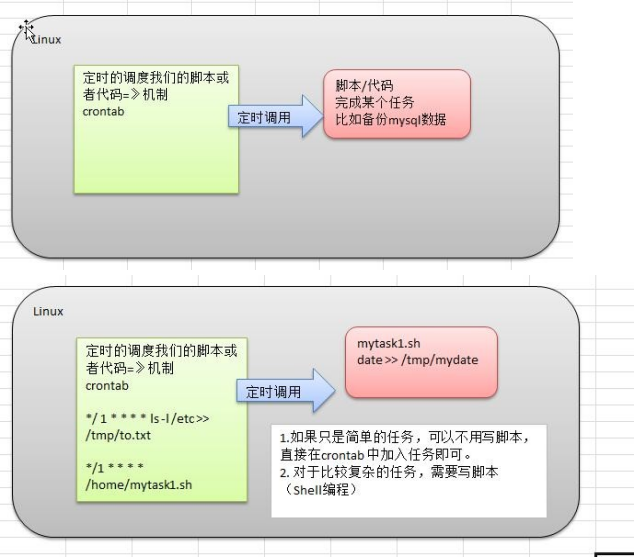 Linux
定时的调度我们的脚本或
者代码=》机制
crontab
定时调用
脚本/代码
完成某个任务
比如备份mysql数据
Linux
定时的调度我们的脚本或
者代码=》机制
crontab
*/1 * * * * ls -l /etc >>
/tmp/to.txt
*/1 * * * *
/home/mytask1.sh
定时调用
mytask1.sh
date >> /tmp/mydate
1.如果只是简单的任务，可以不用写脚本，
直接在crontab 中加入任务即可。
2. 对于比较复杂的任务，需要写脚本
（Shell编程）